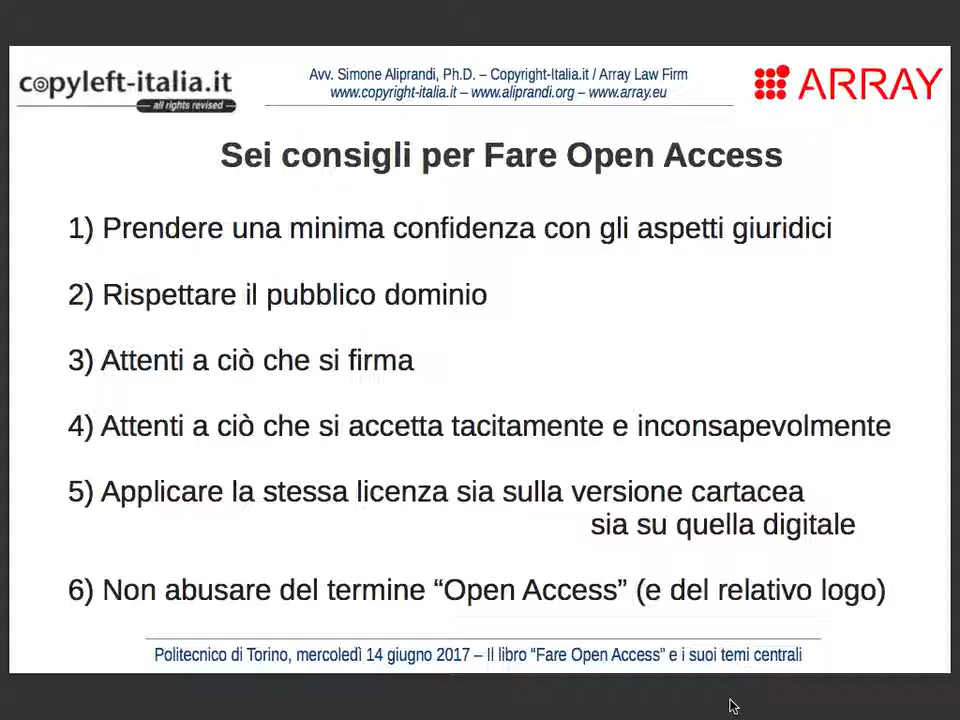 copyleft-italia.it
all rights revised
Avv. Simone Aliprandi, Ph.D. – Copyright-Italia.it / Array Law Firm
www.copyright-italia.it – www.aliprandi.org – www.array.eu
ARRAY
Sei consigli per Fare Open Access
1) Prendere una minima confidenza con gli aspetti giuridici
2) Rispettare il pubblico dominio
3) Attenti a ciò che si firma
4) Attenti a ciò che si accetta tacitamente e inconsapevolmente
5) Applicare la stessa licenza sia sulla versione cartacea
sia su quella digitale
6) Non abusare del termine “Open Access” (e del relativo logo)
Politecnico di Torino, mercoledì 14 giugno 2017 – Il libro “Fare Open Access” e i suoi temi centrali